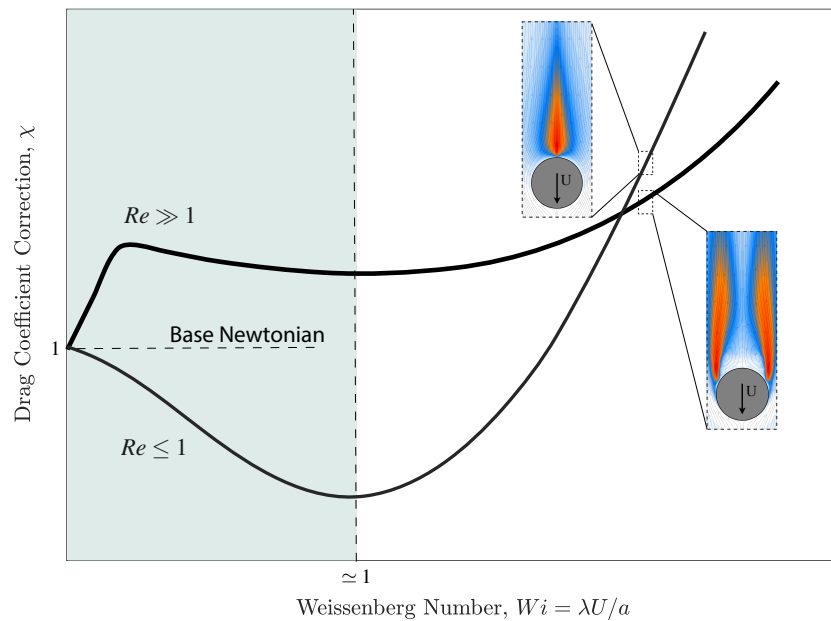 Drag Coefficient Correction, χ
Re ≫ 1
Base Newtonian
1
Re ≤ 1
U
U
≃ 1
Weissenberg Number, Wi = λU/a